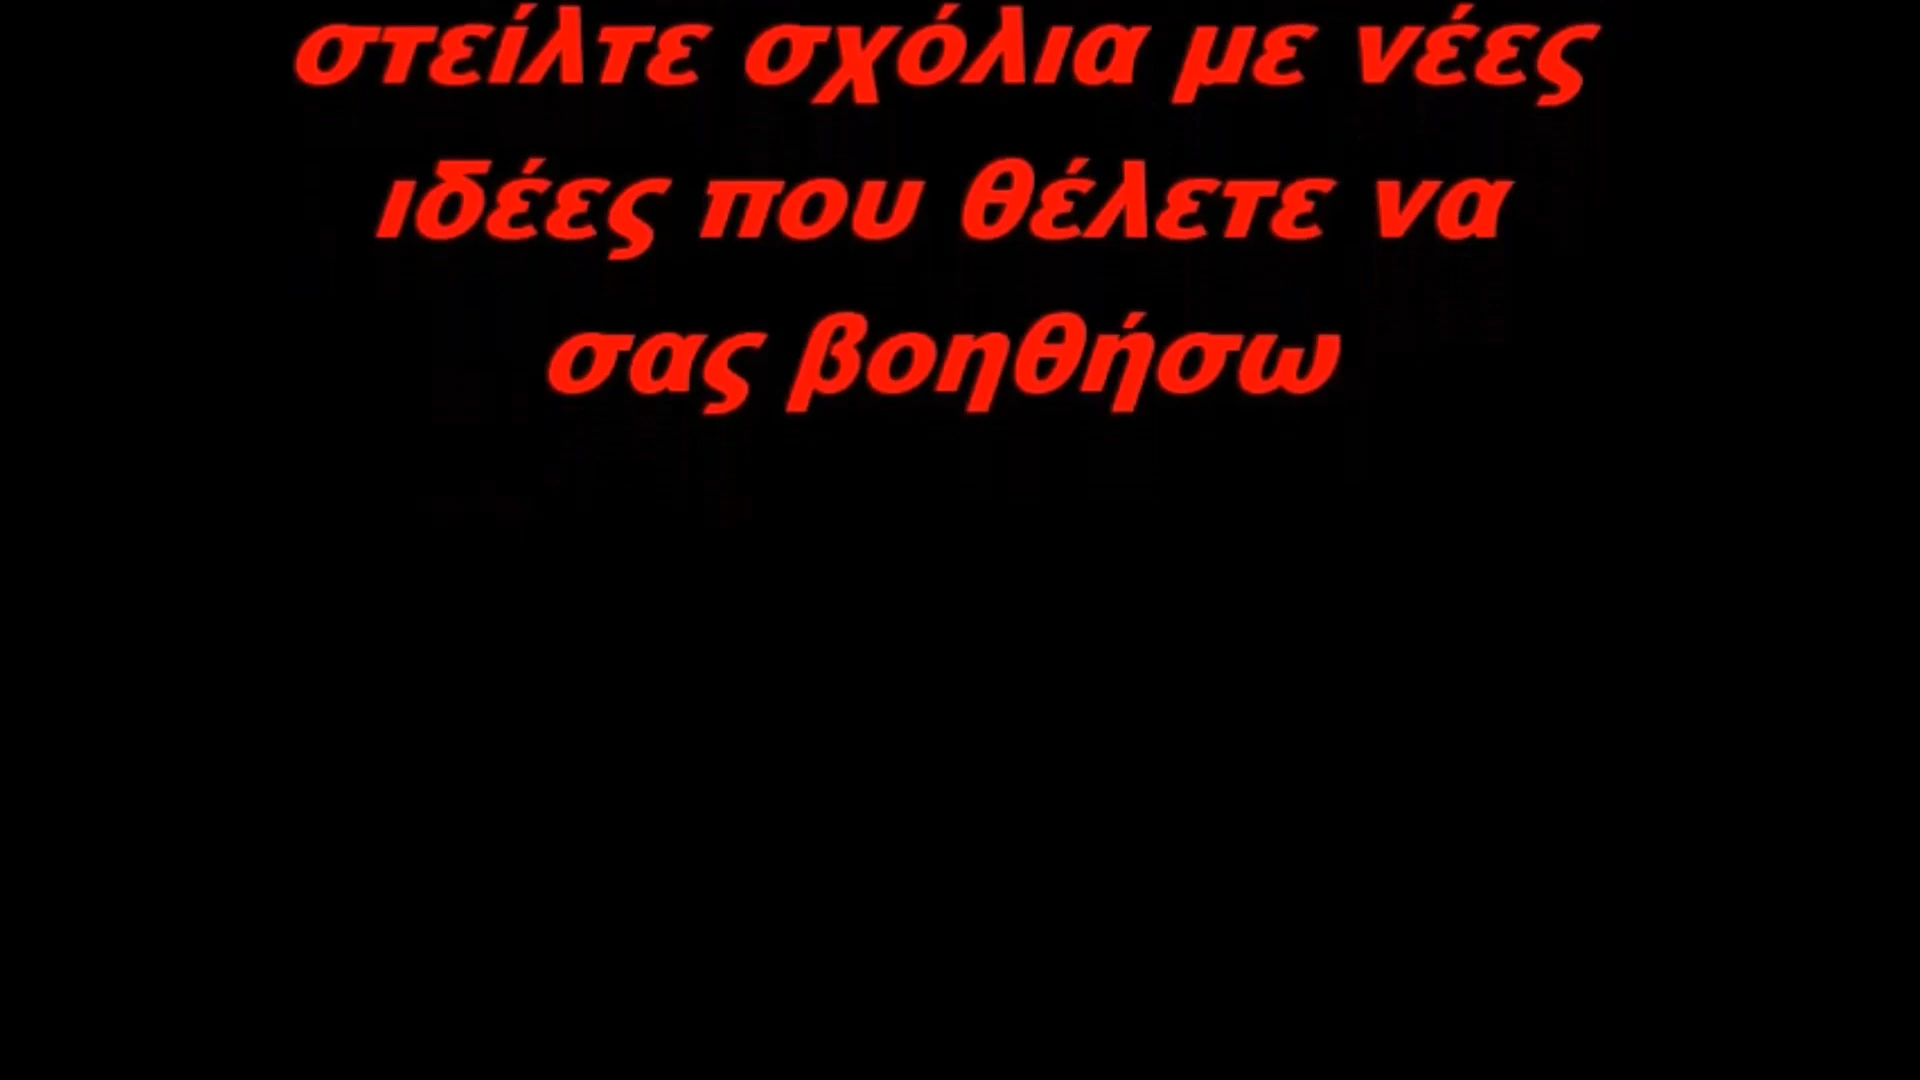 στείλτε σχόλια με νέες
ιδέες που θέλετε να
σας βοηθήσω